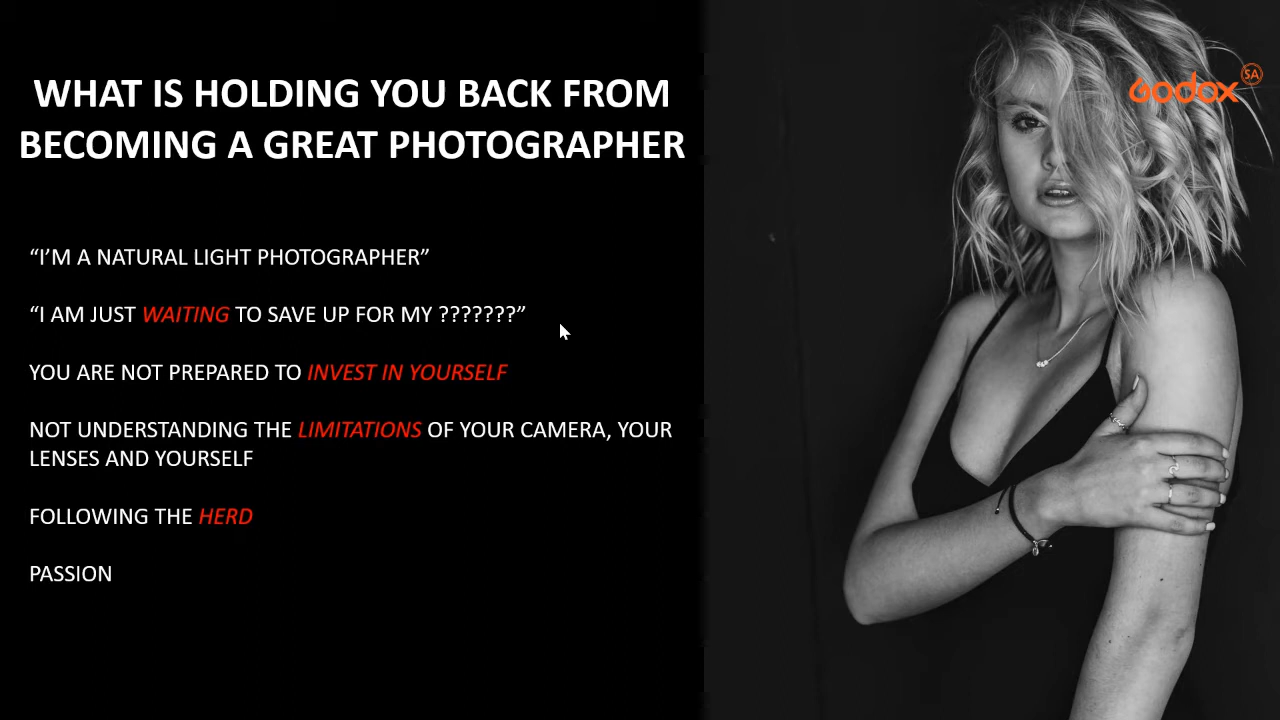 WHAT IS HOLDING YOU BACK FROM
BECOMING A GREAT PHOTOGRAPHER
“I’M A NATURAL LIGHT PHOTOGRAPHER”
“I AM JUST WAITING TO SAVE UP FOR MY ???????”
YOU ARE NOT PREPARED TO INVEST IN YOURSELF
NOT UNDERSTANDING THE LIMITATIONS OF YOUR CAMERA, YOUR
LENSES AND YOURSELF
FOLLOWING THE HERD
PASSION
Godox SA